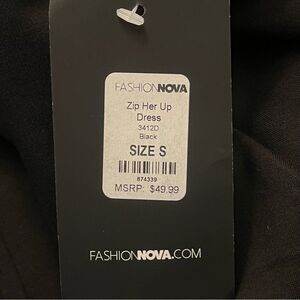 FASHIONNOVA
Zip Her Up
Dress
3412D
Black
SIZE S
874339
MSRP: $49.99
FASHIONNOVA.COM